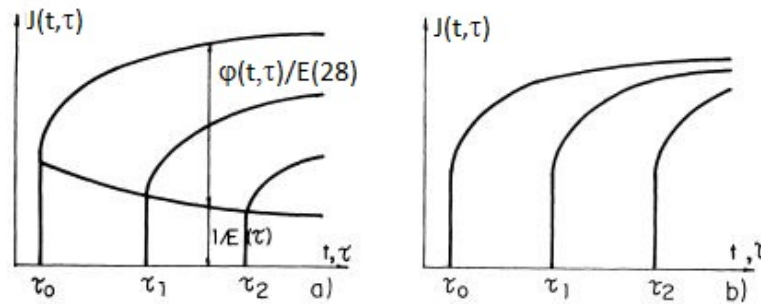 J(t,τ)
φ(t,τ)/E(28)
1/E (τ)
t,τ
τ₀ τ₁ τ₂ a)
J(t,τ)
t ,τ
τ₀ τ₁ τ₂ b)